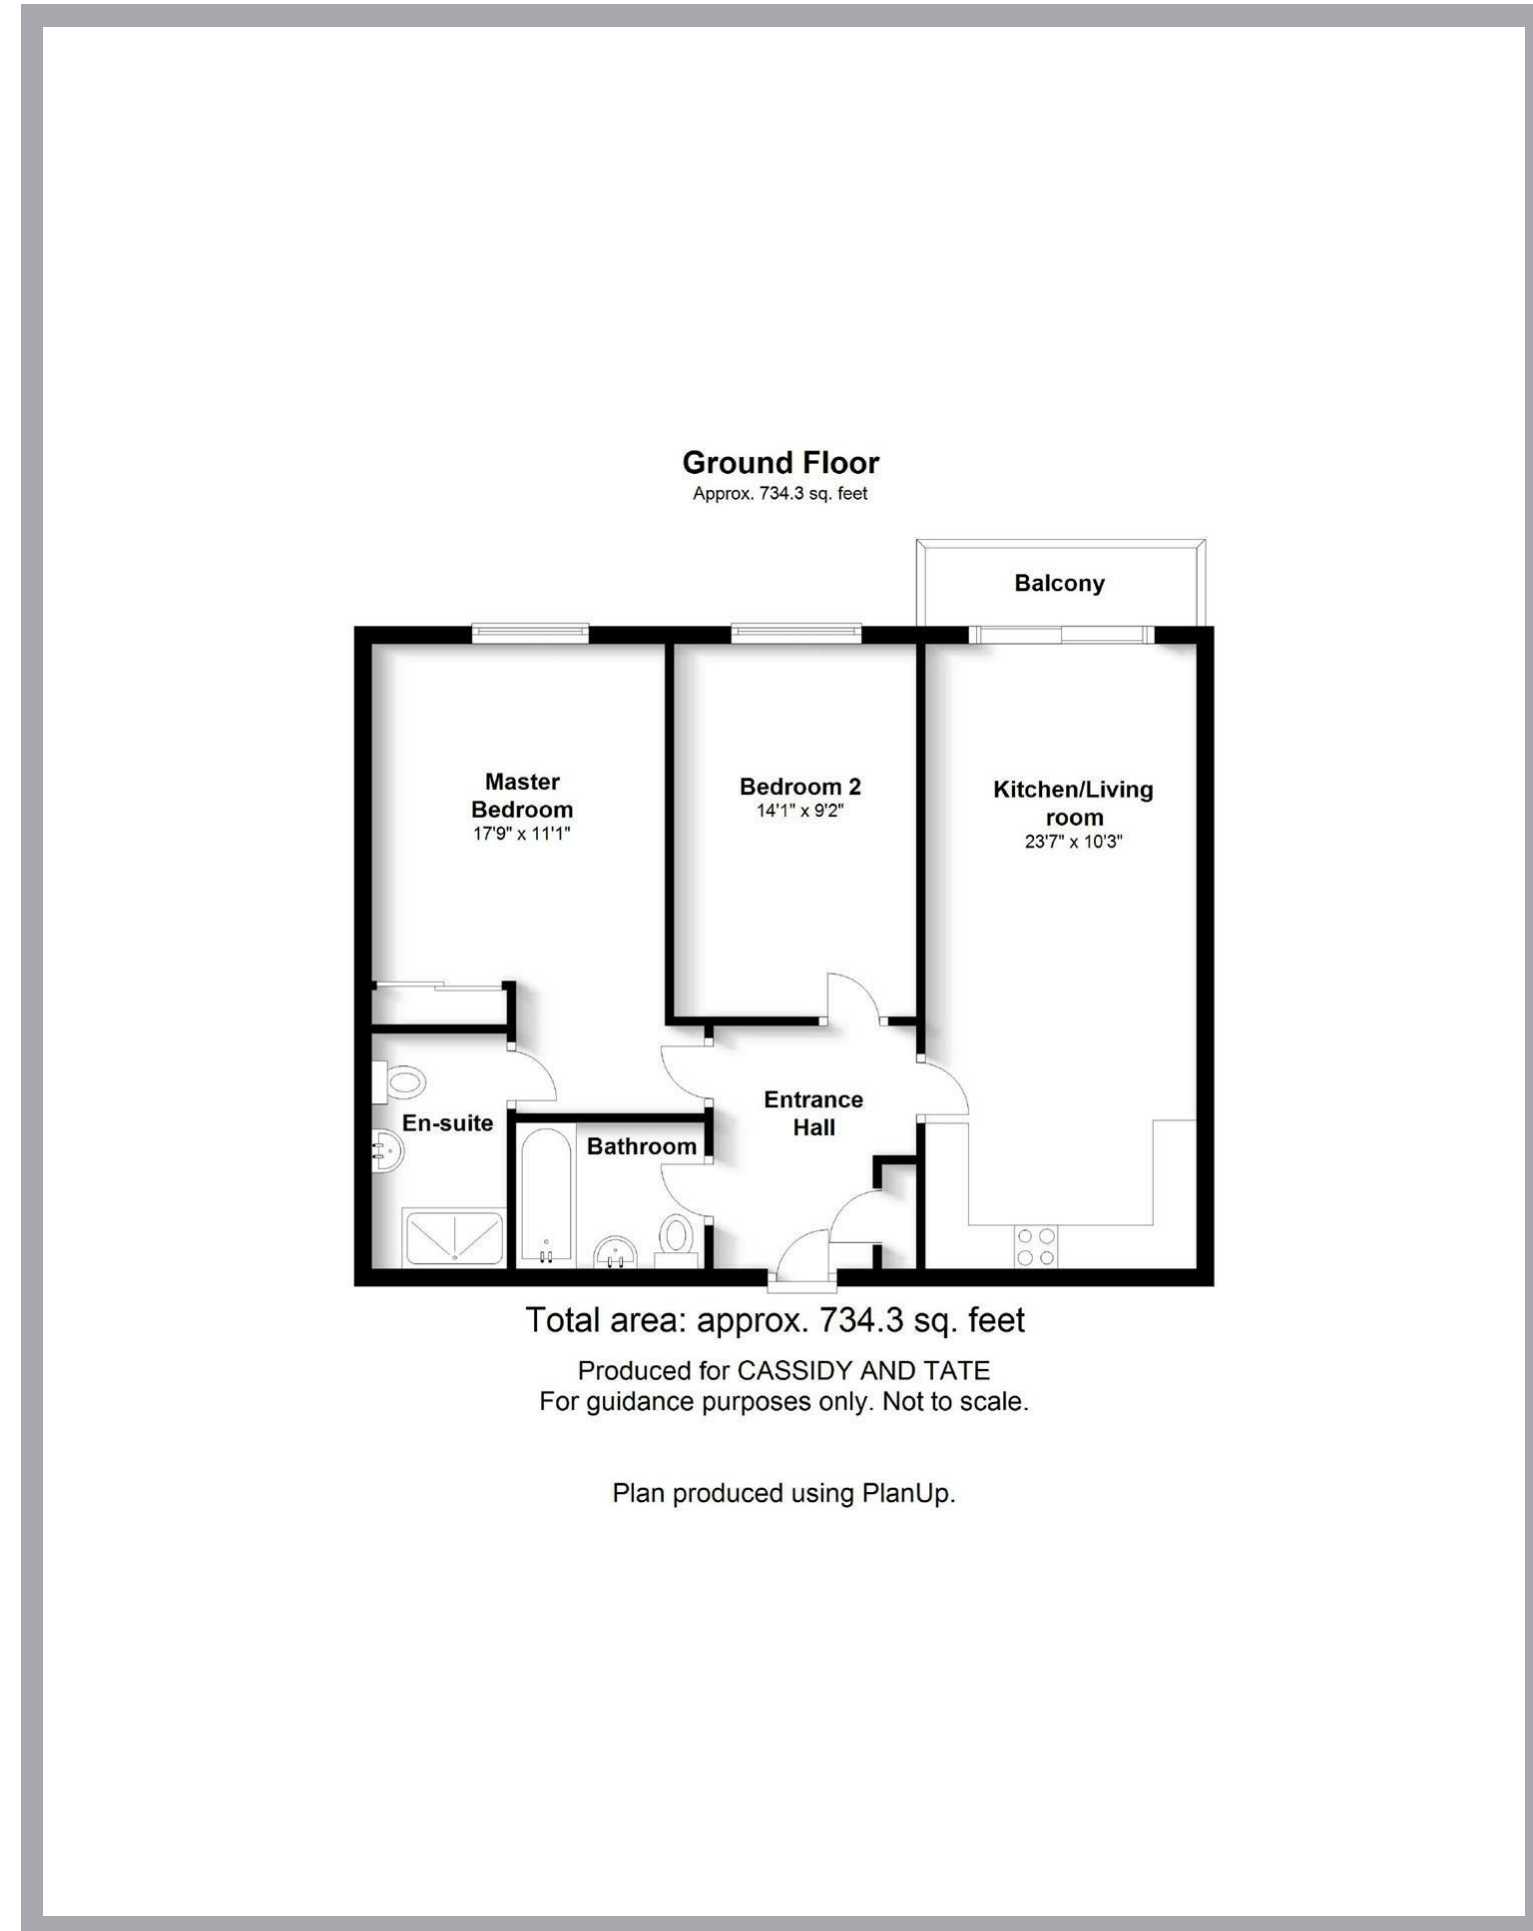 Ground Floor
Approx. 734.3 sq. feet
Balcony
Master
Bedroom
17'9" x 11'1"
Bedroom 2
14'1" x 9'2"
Kitchen/Living
room
23'7" x 10'3"
En-suite
Bathroom
Entrance
Hall
Total area: approx. 734.3 sq. feet
Produced for CASSIDY AND TATE
For guidance purposes only. Not to scale.
Plan produced using PlanUp.